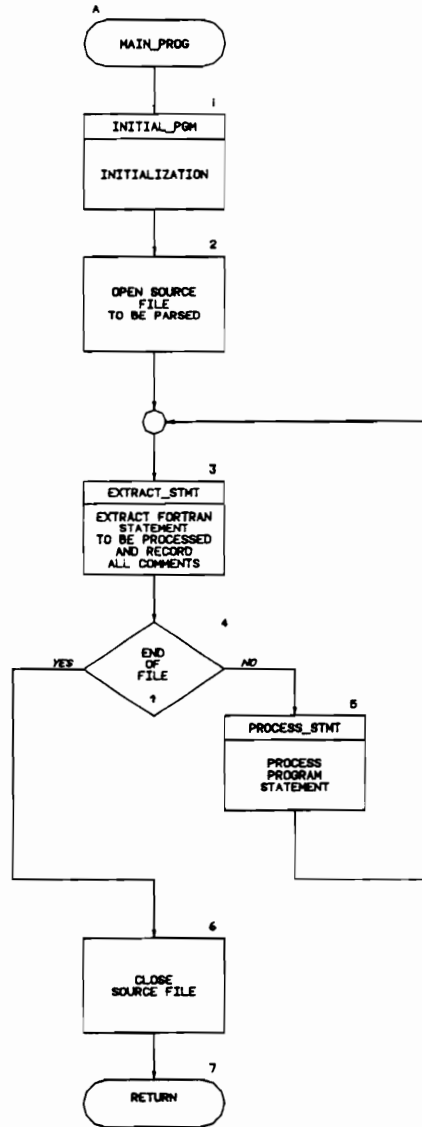 A
MAIN_PROG
1
INITIAL_PGM
INITIALIZATION
2
OPEN SOURCE
FILE
TO BE PARSED
3
EXTRACT_STMT
EXTRACT FORTRAN
STATEMENT
TO BE PROCESSED
AND RECORD
ALL COMMENTS
4
YES
END
OF
FILE
?
NO
5
PROCESS_STMT
PROCESS
PROGRAM
STATEMENT
6
CLOSE
SOURCE FILE
7
RETURN